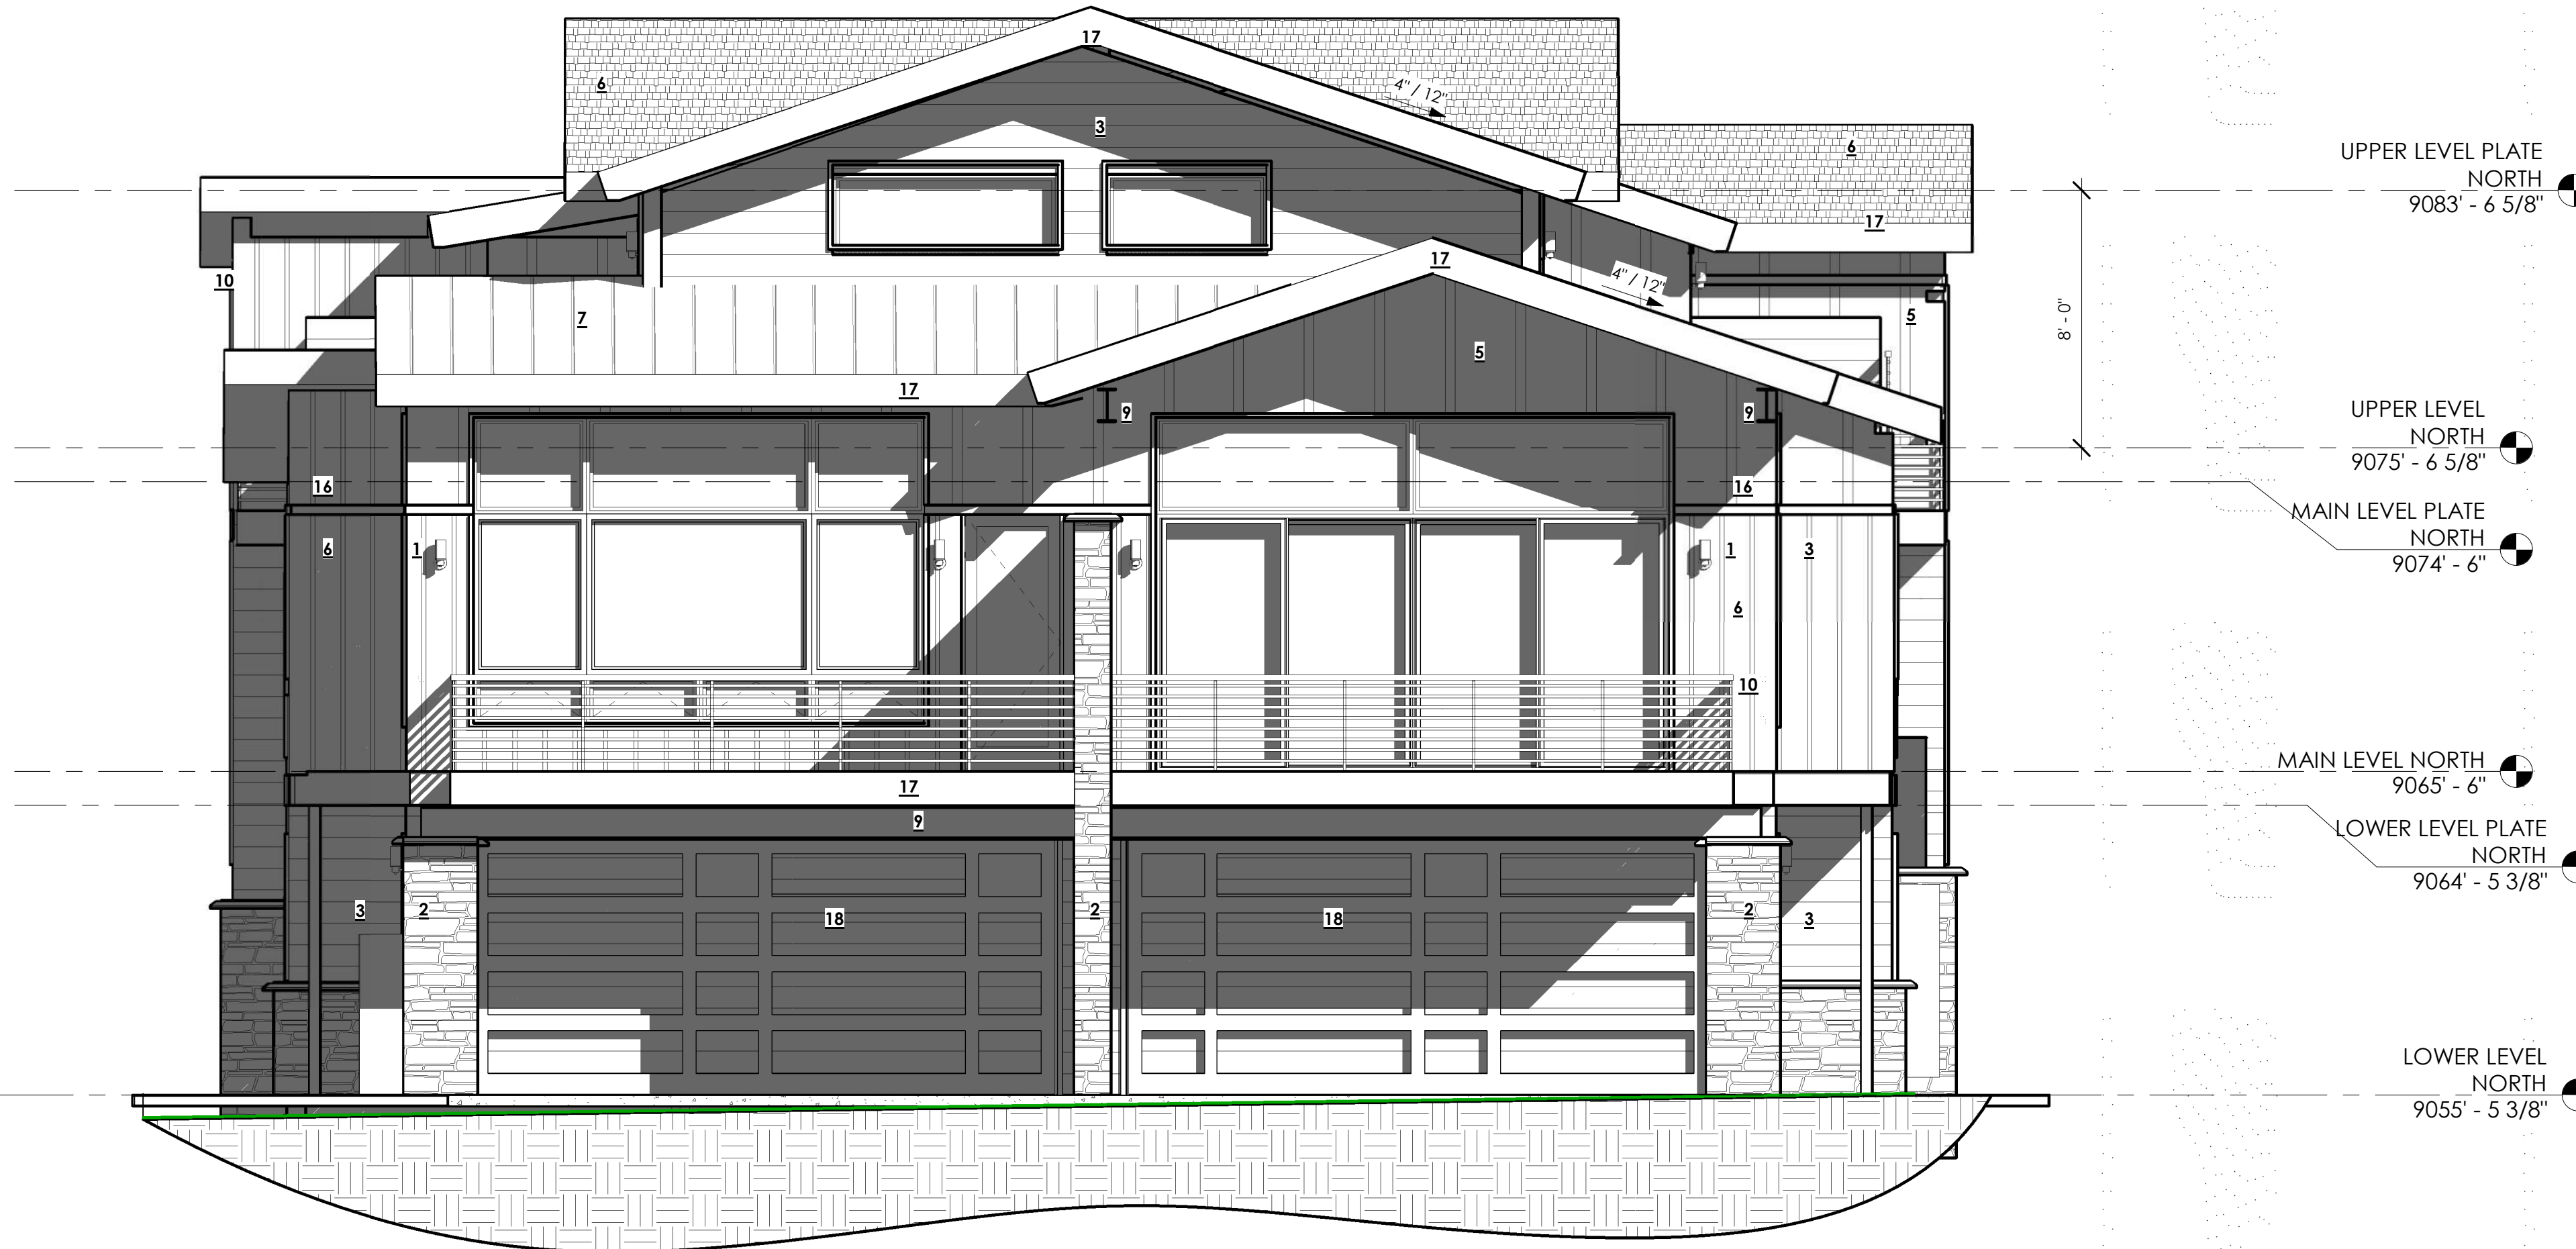 17
6
4" / 12"
3
6
UPPER LEVEL PLATE
NORTH
9083' - 6 5/8"
17
17
10
4" / 12"
7
5
8' - 0"
5
17
9
9
UPPER LEVEL
NORTH
9075' - 6 5/8"
16
16
MAIN LEVEL PLATE
NORTH
9074' - 6"
6
1
1
3
6
10
MAIN LEVEL NORTH
9065' - 6"
17
9
LOWER LEVEL PLATE
NORTH
9064' - 5 3/8"
3
2
18
2
18
2
3
LOWER LEVEL
NORTH
9055' - 5 3/8"